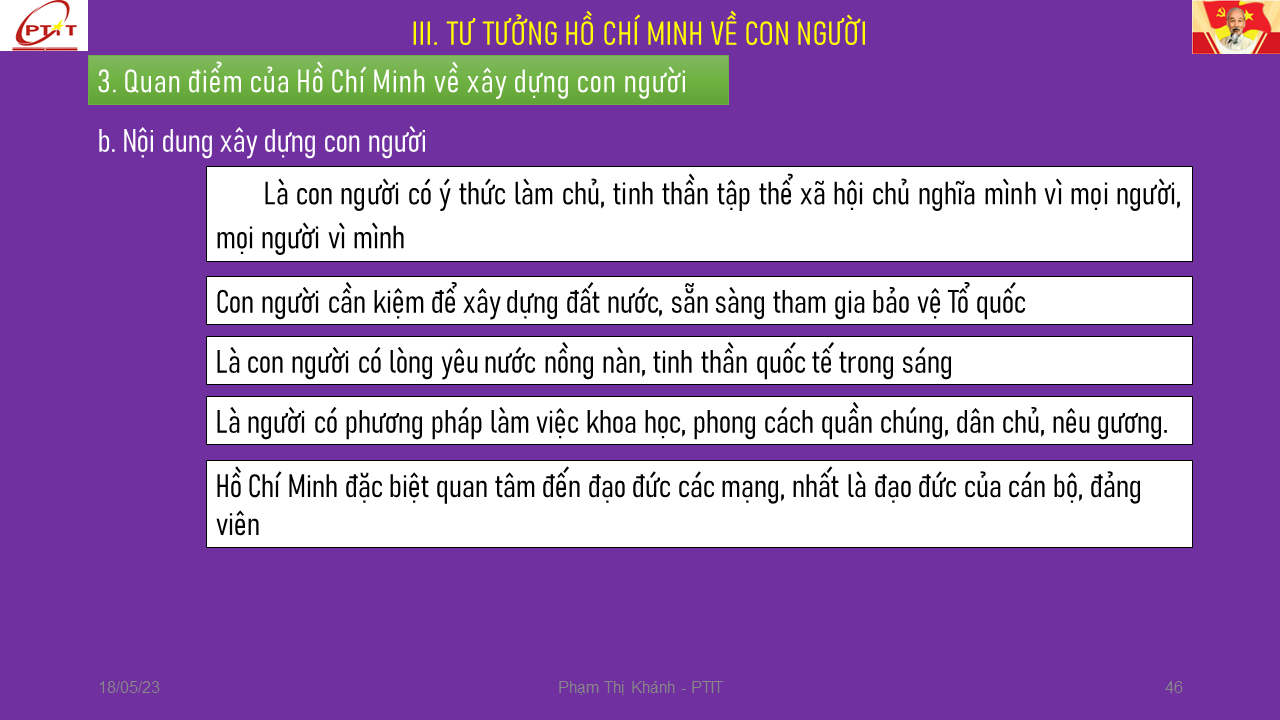 PTIT
III. TƯ TƯỞNG HỒ CHÍ MINH VỀ CON NGƯỜI
3. Quan điểm của Hồ Chí Minh về xây dựng con người
b. Nội dung xây dựng con người
Là con người có ý thức làm chủ, tinh thần tập thể xã hội chủ nghĩa mình vì mọi người,
mọi người vì mình
Con người cần kiệm để xây dựng đất nước, sẵn sàng tham gia bảo vệ Tổ quốc
Là con người có lòng yêu nước nồng nàn, tinh thần quốc tế trong sáng
Là người có phương pháp làm việc khoa học, phong cách quần chúng, dân chủ, nêu gương.
Hồ Chí Minh đặc biệt quan tâm đến đạo đức các mạng, nhất là đạo đức của cán bộ, đảng
viên
18/05/23
Phạm Thị Khánh - PTIT
46